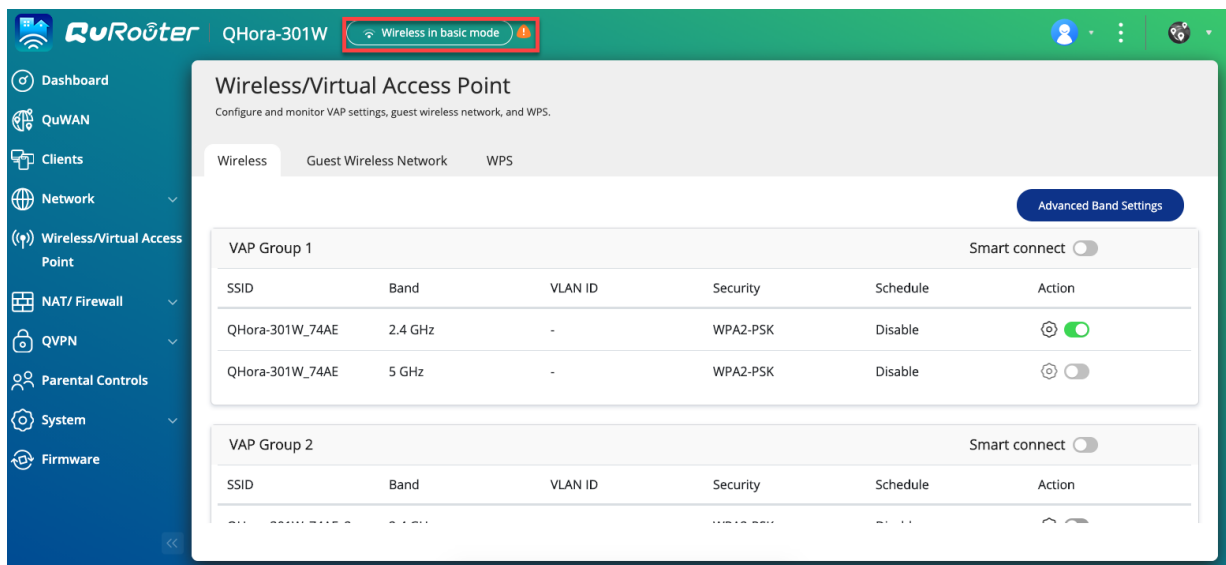 QuRoûter QHora-301W Wireless in basic mode
Dashboard
QuWAN
Clients
Network
Wireless/Virtual Access
Point
NAT/ Firewall
QVPN
Parental Controls
System
Firmware
Wireless/Virtual Access Point
Configure and monitor VAP settings, guest wireless network, and WPS.
Wireless Guest Wireless Network WPS
Advanced Band Settings
VAP Group 1 Smart connect
SSID Band VLAN ID Security Schedule Action
QHora-301W_74AE 2.4 GHz - WPA2-PSK Disable
QHora-301W_74AE 5 GHz - WPA2-PSK Disable
VAP Group 2 Smart connect
SSID Band VLAN ID Security Schedule Action